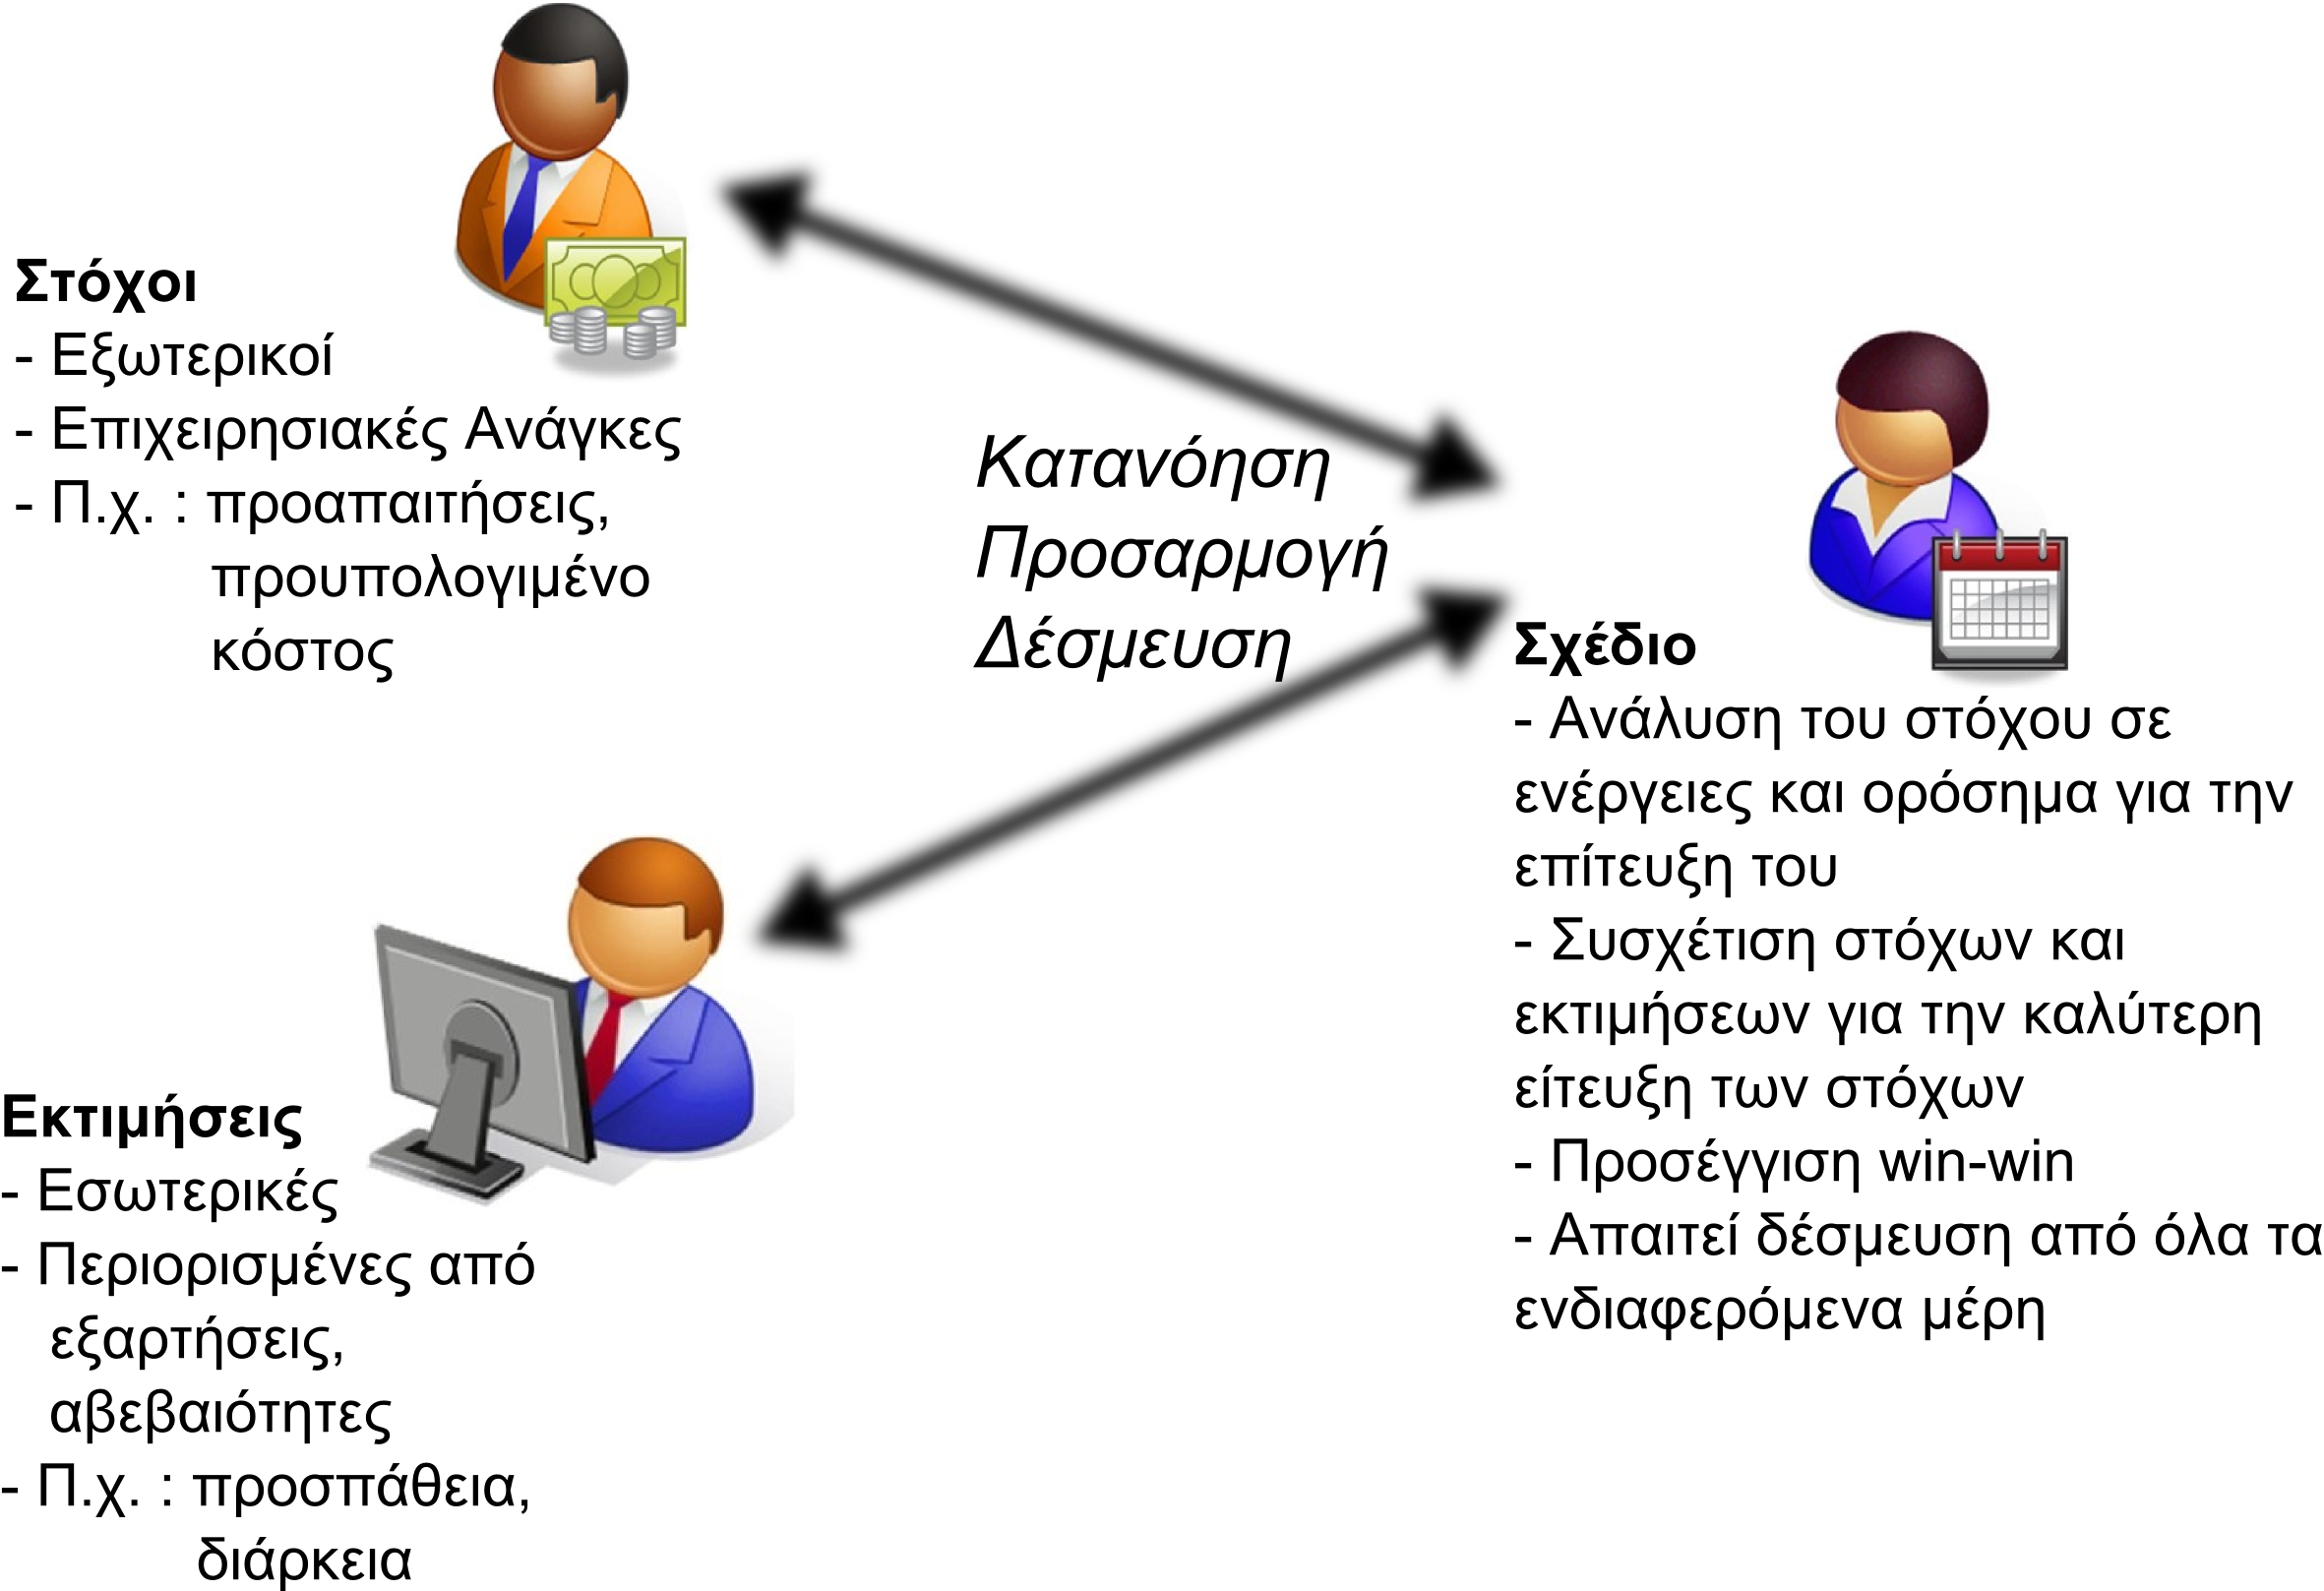 Στόχοι
- Εξωτερικοί
- Επιχειρησιακές Ανάγκες
- Π.χ. : προαπαιτήσεις,
προυπολογιμένο
κόστος
Κατανόηση
Προσαρμογή
Δέσμευση
Εκτιμήσεις
- Εσωτερικές
- Περιορισμένες από
εξαρτήσεις,
αβεβαιότητες
- Π.χ. : προσπάθεια,
διάρκεια
Σχέδιο
- Ανάλυση του στόχου σε
ενέργειες και ορόσημα για την
επίτευξη του
- Συσχέτιση στόχων και
εκτιμήσεων για την καλύτερη
είτευξη των στόχων
- Προσέγγιση win-win
- Απαιτεί δέσμευση από όλα τα
ενδιαφερόμενα μέρη